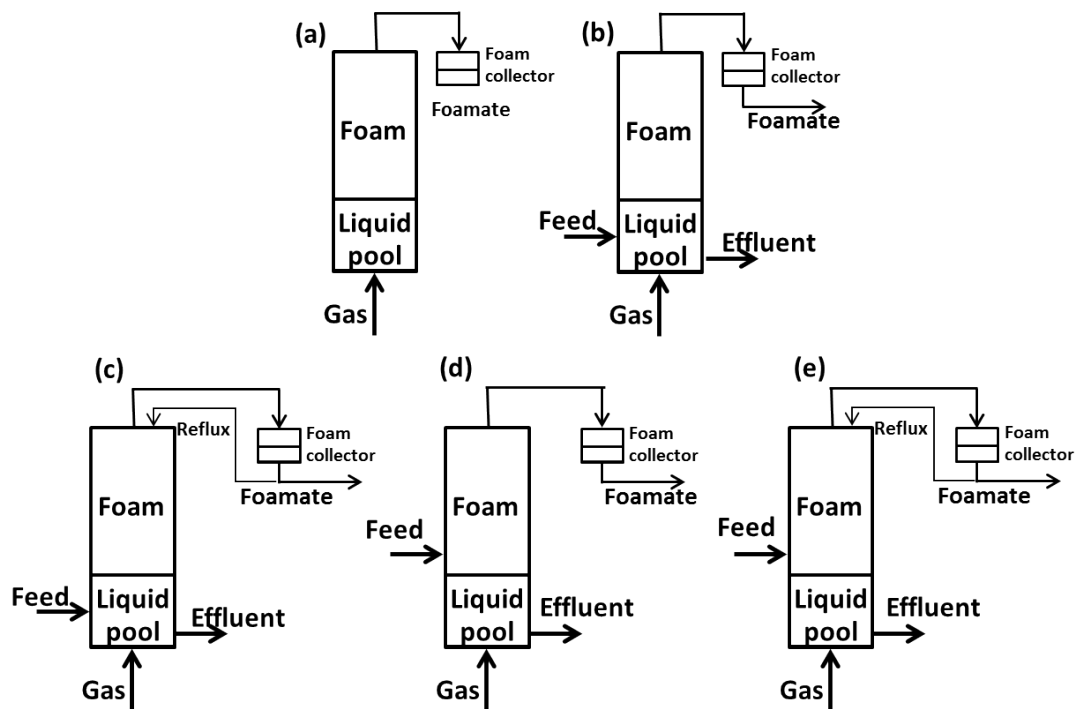 (a)
Foam
collector
Foamate
Foam
Liquid
pool
Gas
(b)
Foam
collector
Foamate
Foam
Feed
Liquid
pool
Effluent
Gas
(c)
Reflux
Foam
collector
Foamate
Foam
Feed
Liquid
pool
Effluent
Gas
(d)
Foam
collector
Foamate
Foam
Feed
Liquid
pool
Effluent
Gas
(e)
Reflux
Foam
collector
Foamate
Foam
Feed
Liquid
pool
Effluent
Gas